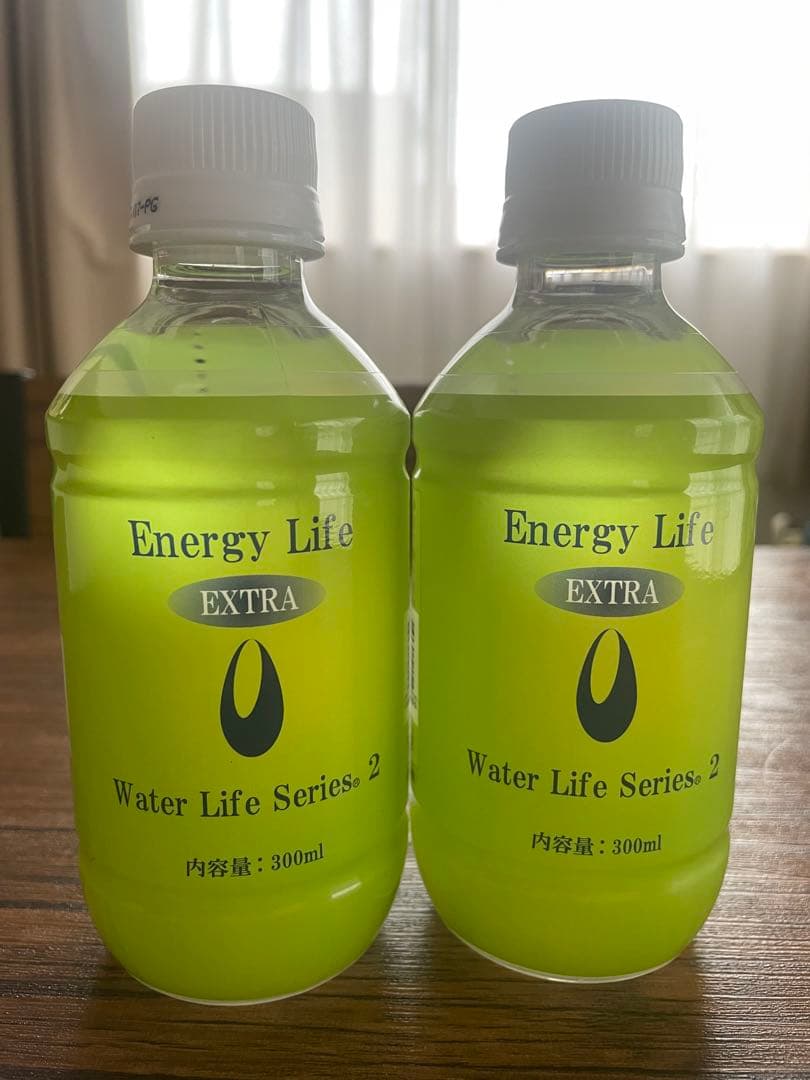 Energy Life
EXTRA
Water Life Series® 2
内容量：300ml
Energy Life
EXTRA
Water Life Series® 2
内容量：300ml